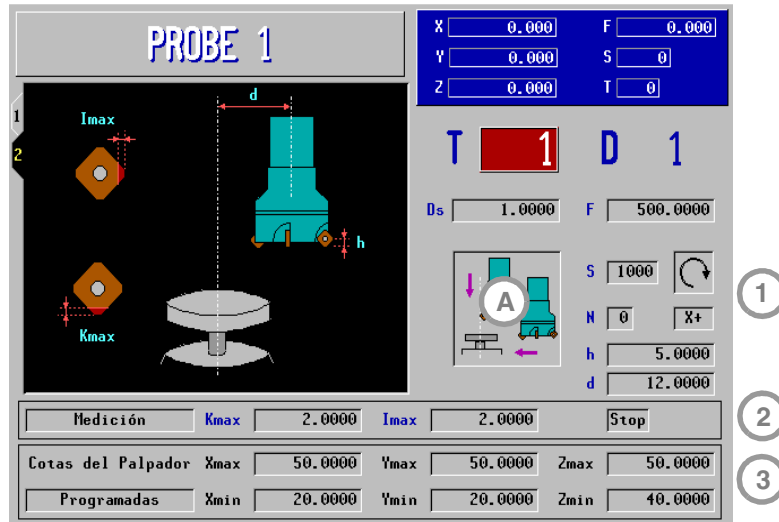 PROBE 1
X 0.000 F 0.000
Y 0.000 S 0
Z 0.000 T 0
1
2
d
Imax
h
Kmax
T 1 D 1
Ds 1.0000 F 500.0000
A
S 1000
N 0 X+
h 5.0000
d 12.0000
1
Medición Kmax 2.0000 Imax 2.0000 Stop
2
Cotas del Palpador Xmax 50.0000 Ymax 50.0000 Zmax 50.0000
Programadas Xmin 20.0000 Ymin 20.0000 Zmin 40.0000
3